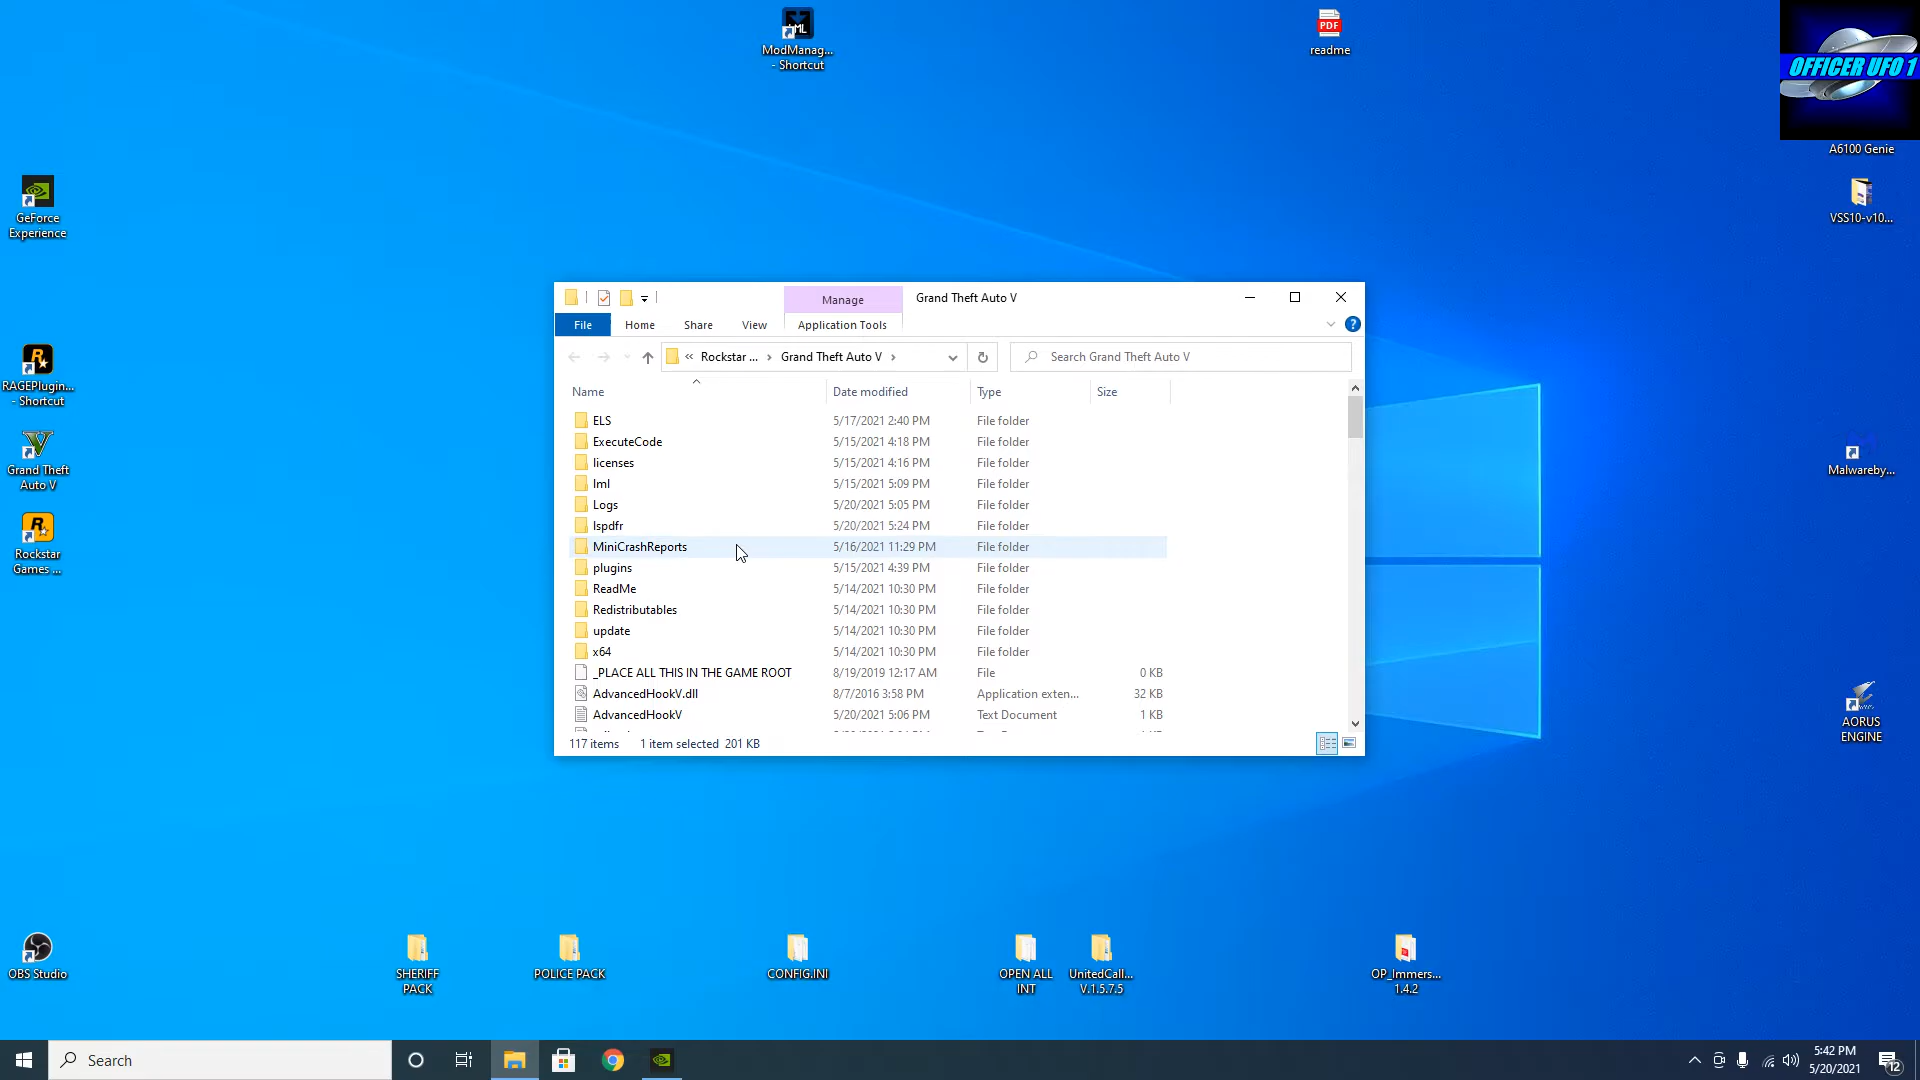 ModManag...
- Shortcut
readme
OFFICER UFO 1
A6100 Genie
VSS10-v10...
GeForce
Experience
RAGEPlugin...
- Shortcut
Grand Theft
Auto V
Rockstar
Games ...
Malwareby...
AORUS
ENGINE
Manage
Grand Theft Auto V
File
Home
Share
View
Application Tools
Rockstar ...
Grand Theft Auto V
Search Grand Theft Auto V
Name
Date modified
Type
Size
ELS 5/17/2021 2:40 PM File folder
ExecuteCode 5/15/2021 4:18 PM File folder
licenses 5/15/2021 4:16 PM File folder
lml 5/15/2021 5:09 PM File folder
Logs 5/20/2021 5:05 PM File folder
lspdfr 5/20/2021 5:24 PM File folder
MiniCrashReports 5/16/2021 11:29 PM File folder
plugins 5/15/2021 4:39 PM File folder
ReadMe 5/14/2021 10:30 PM File folder
Redistributables 5/14/2021 10:30 PM File folder
update 5/14/2021 10:30 PM File folder
x64 5/14/2021 10:30 PM File folder
_PLACE ALL THIS IN THE GAME ROOT 8/19/2019 12:17 AM File 0 KB
AdvancedHookV.dll 8/7/2016 3:58 PM Application exten... 32 KB
AdvancedHookV 5/20/2021 5:06 PM Text Document 1 KB
117 items 1 item selected 201 KB
OBS Studio
SHERIFF
PACK
POLICE PACK
CONFIG.INI
OPEN ALL
INT
UnitedCall...
V.1.5.7.5
OP_Immers...
1.4.2
Search
5:42 PM
5/20/2021
12